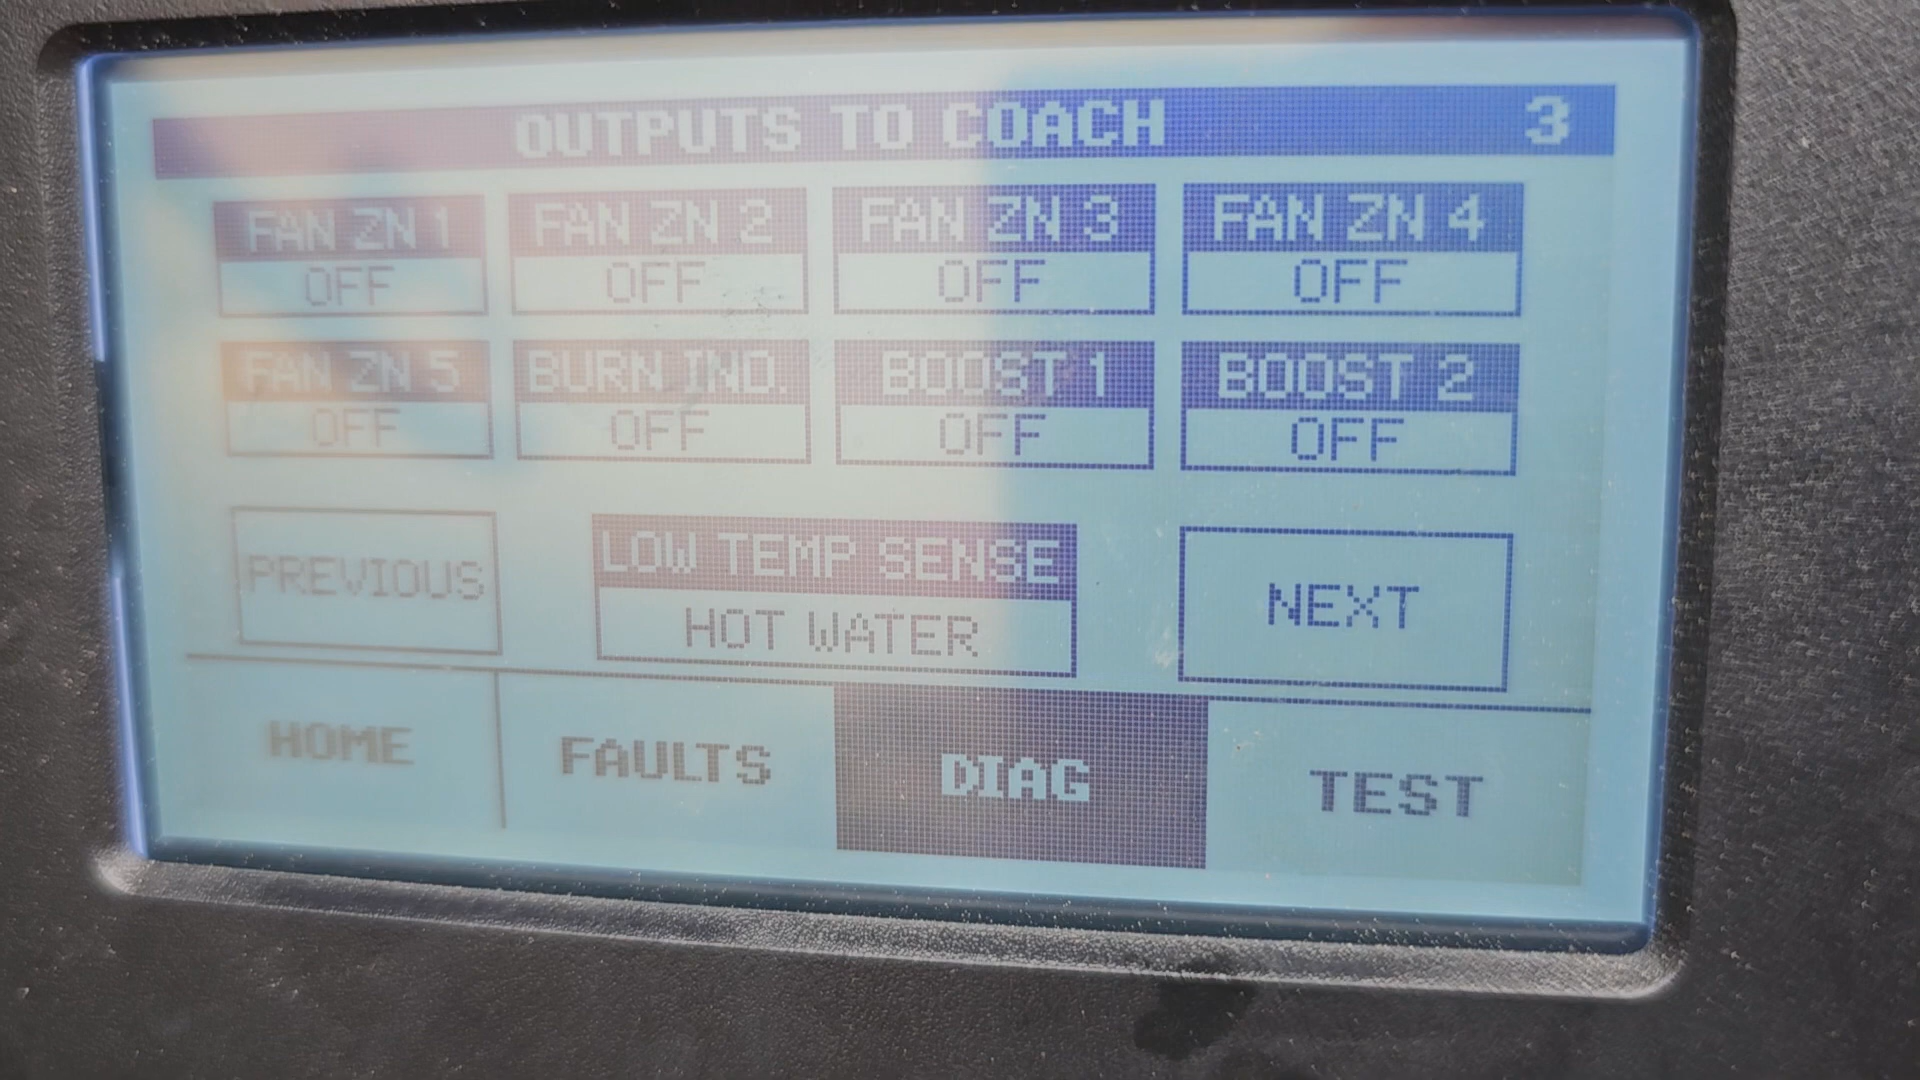 OUTPUTS TO COACH 3
FAN ZN 1 FAN ZN 2 FAN ZN 3 FAN ZN 4
OFF OFF OFF OFF
FAN ZN 5 BURN IND. BOOST 1 BOOST 2
OFF OFF OFF OFF
PREVIOUS LOW TEMP SENSE NEXT
HOT WATER
HOME FAULTS DIAG TEST